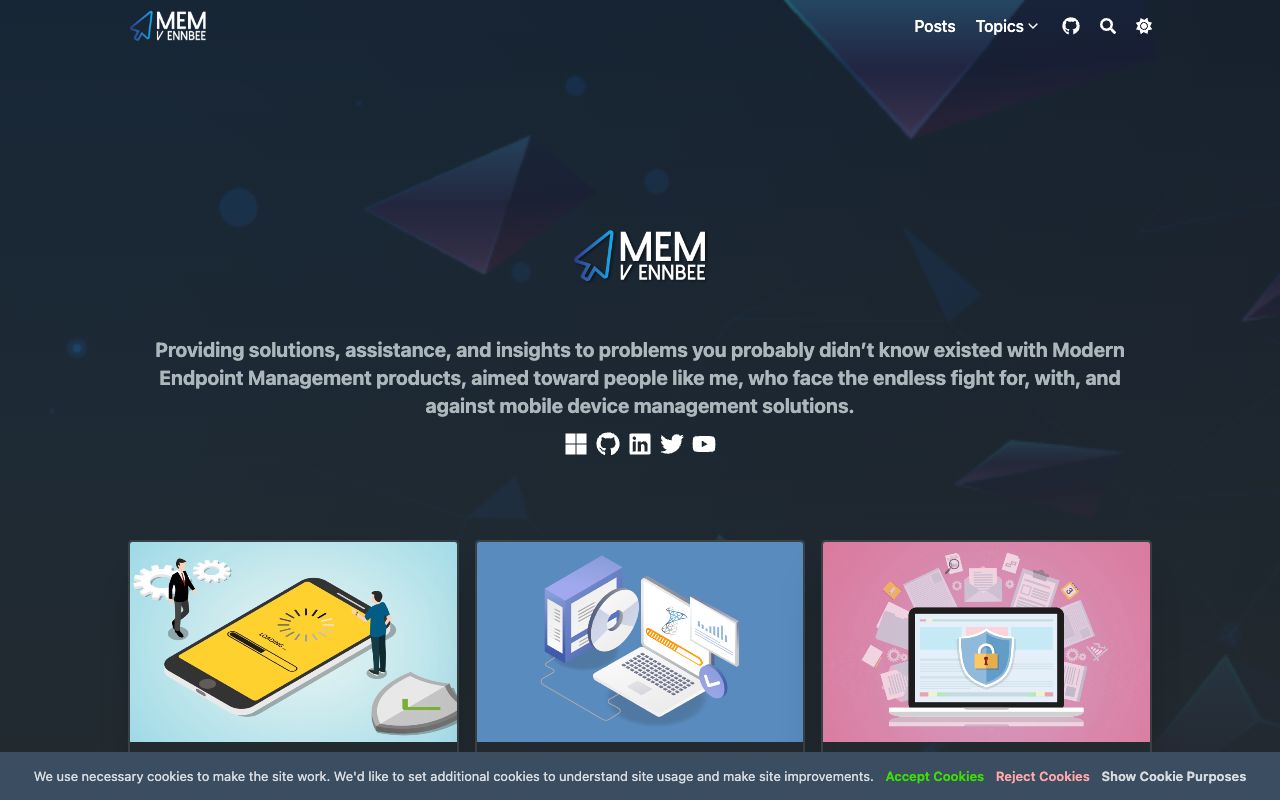 MEM
V ENNBEE
Posts
Topics
MEM
V ENNBEE
Providing solutions, assistance, and insights to problems you probably didn't know existed with Modern
Endpoint Management products, aimed toward people like me, who face the endless fight for, with, and
against mobile device management solutions.
LOADING...
We use necessary cookies to make the site work. We'd like to set additional cookies to understand site usage and make site improvements. Accept Cookies Reject Cookies Show Cookie Purposes